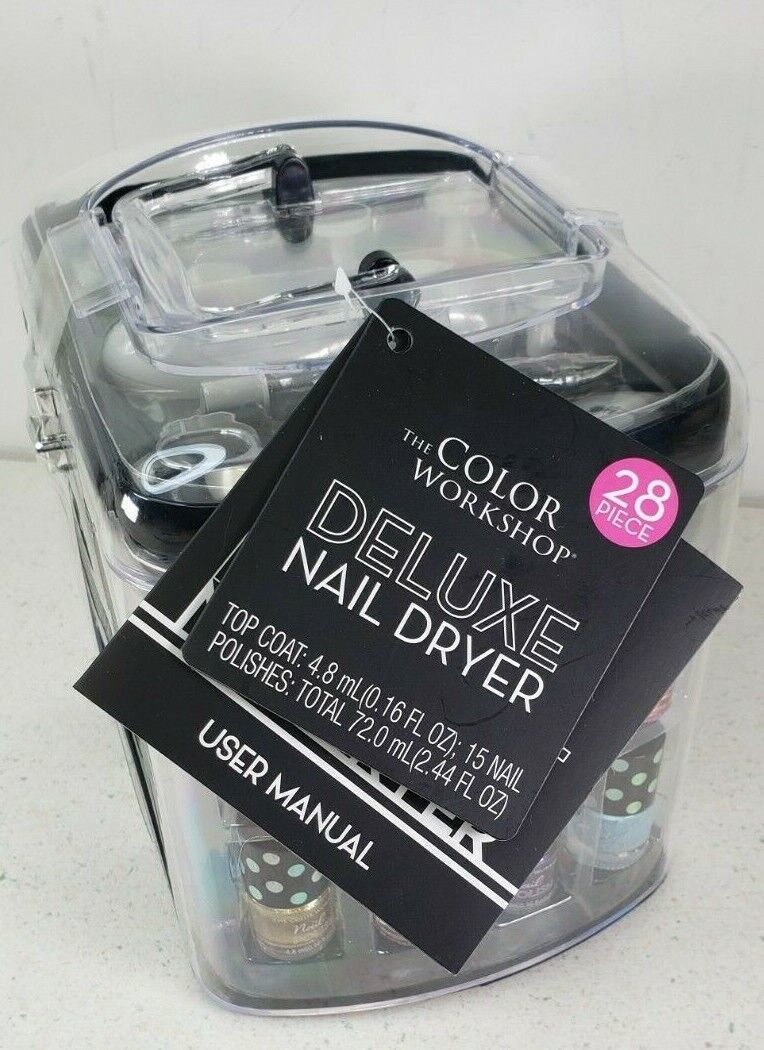 THE COLOR
WORKSHOP®
28
PIECE
DELUXE
NAIL DRYER
TOP COAT: 4.8 mL(0.16 FL OZ); 15 NAIL
POLISHES: TOTAL 72.0 mL(2.44 FL OZ)
USER MANUAL
Nail